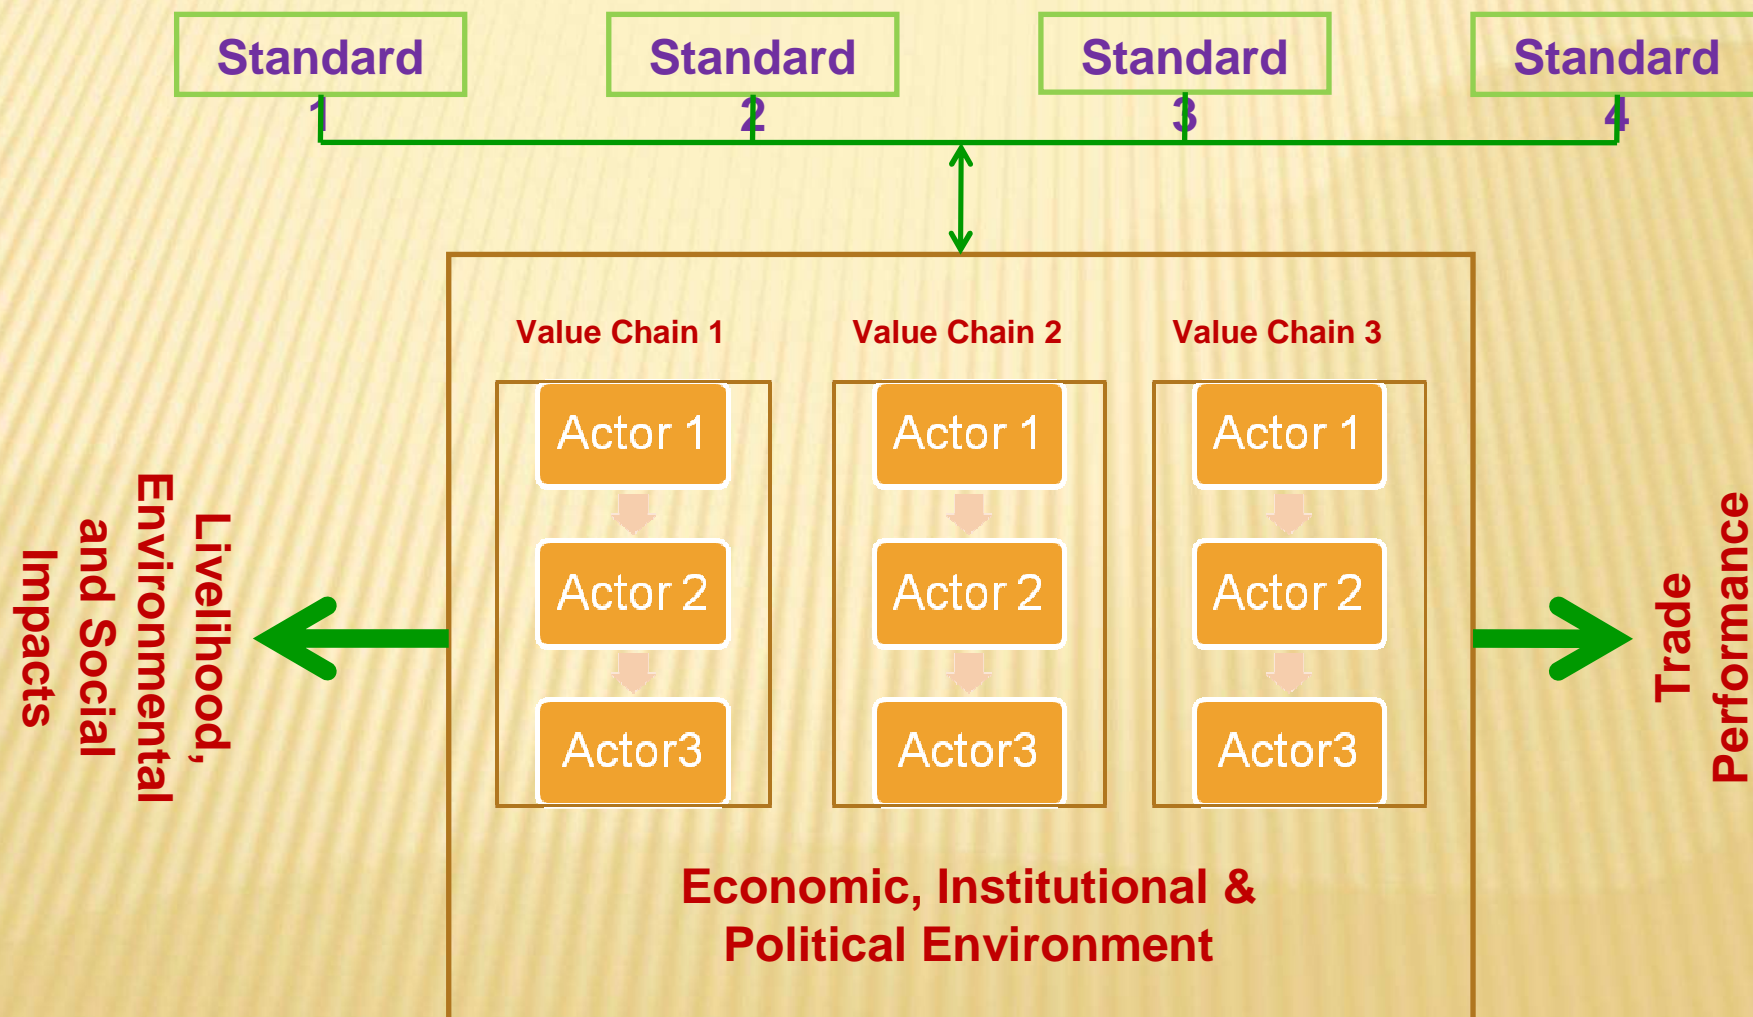 Standard
1
Standard
2
Standard
3
Standard
4
Value Chain 1
Value Chain 2
Value Chain 3
Actor 1
Actor 2
Actor3
Actor 1
Actor 2
Actor3
Actor 1
Actor 2
Actor3
Livelihood,
Environmental
and Social
Impacts
Trade
Performance
Economic, Institutional &
Political Environment